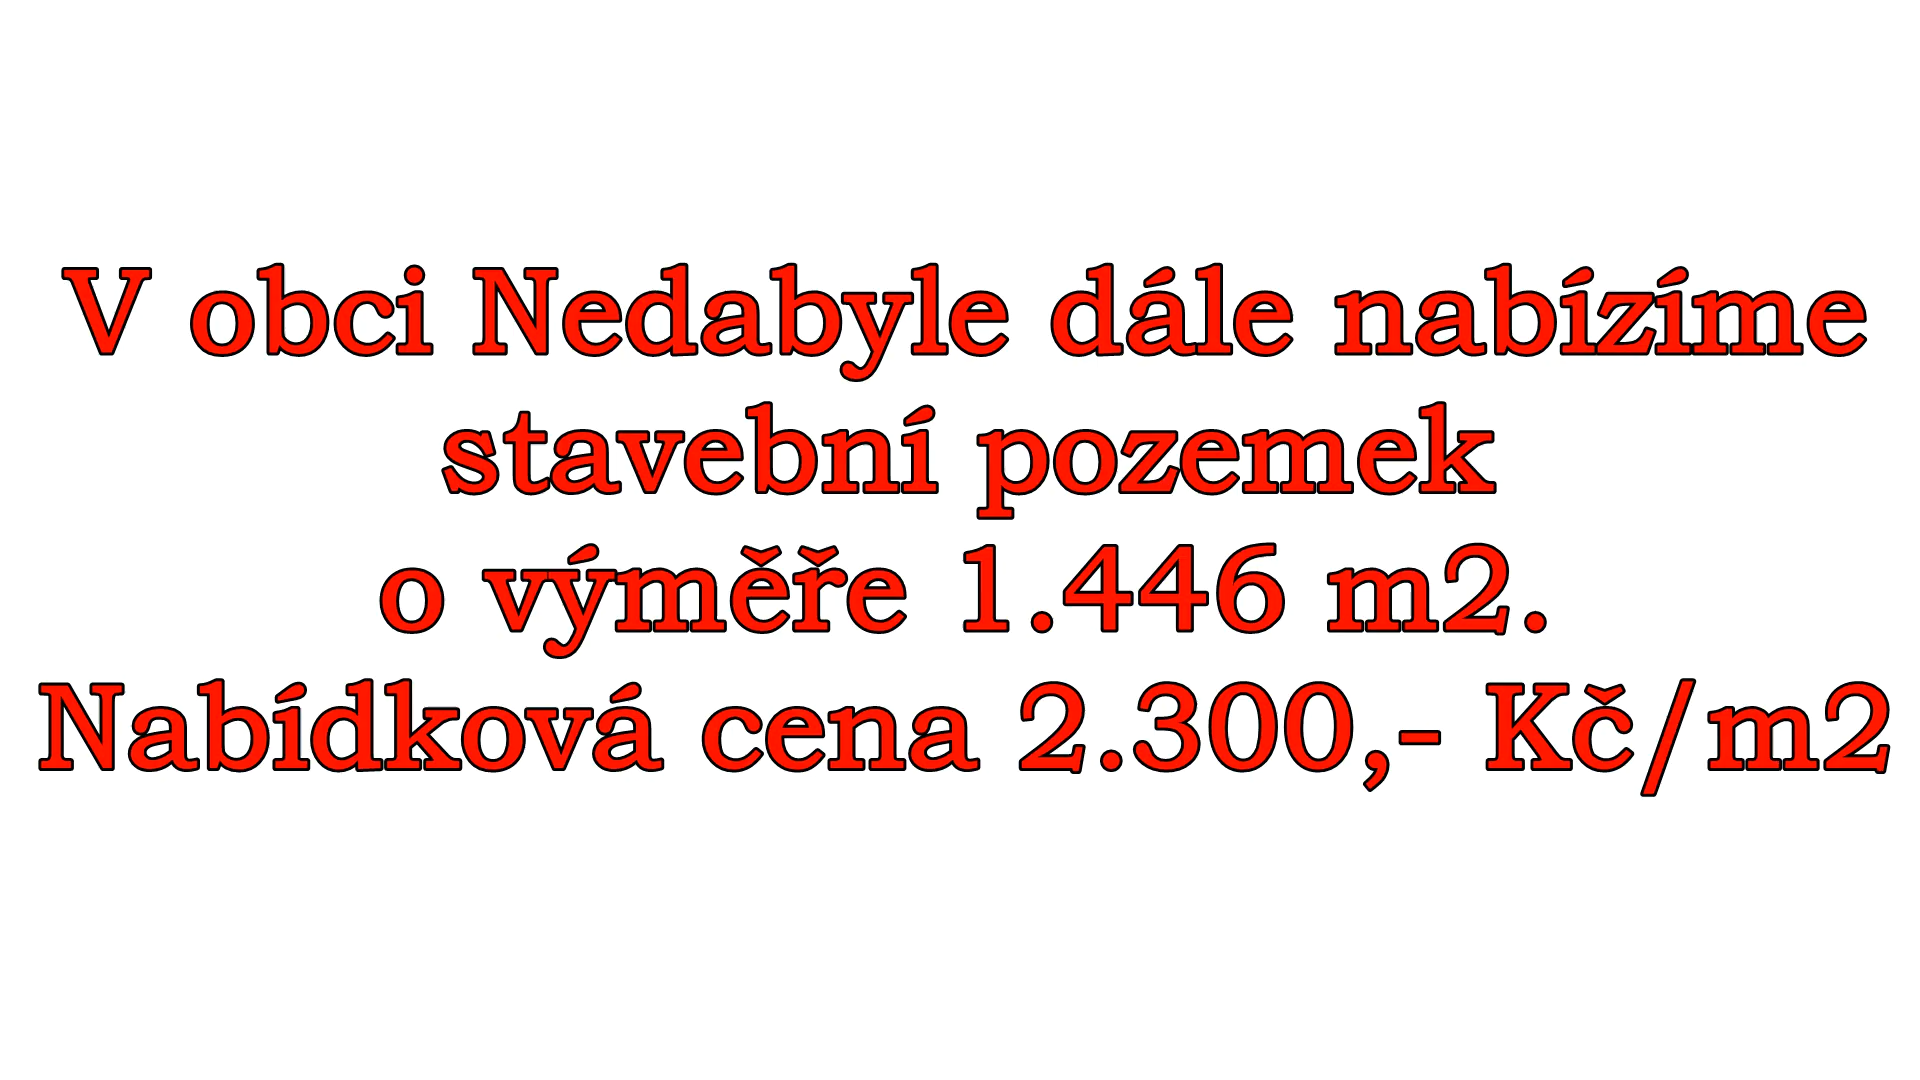 V obci Nedabyle dále nabízíme
stavební pozemek
o výměře 1.446 m2.
Nabídková cena 2.300,- Kč/m2